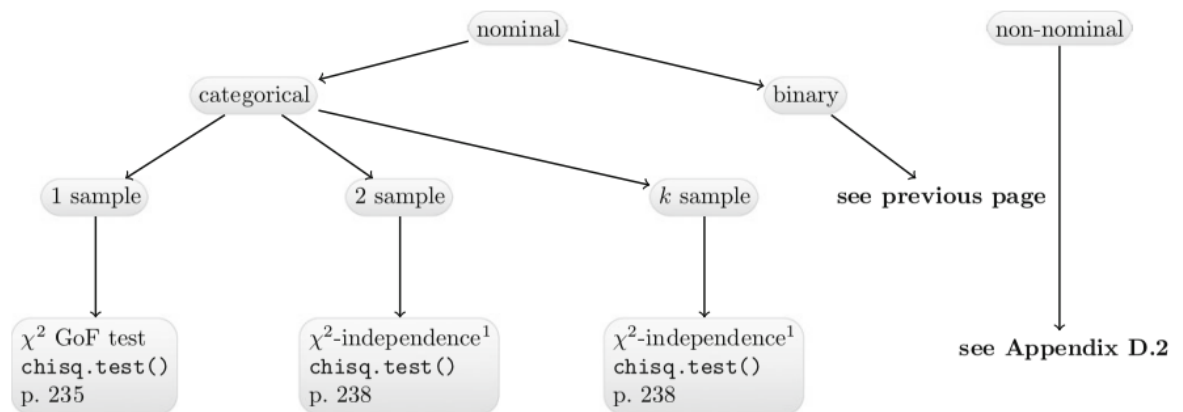 nominal
non-nominal
categorical
binary
1 sample
2 sample
k sample
see previous page
χ² GoF test
chisq.test()
p. 235
χ²-independence¹
chisq.test()
p. 238
χ²-independence¹
chisq.test()
p. 238
see Appendix D.2